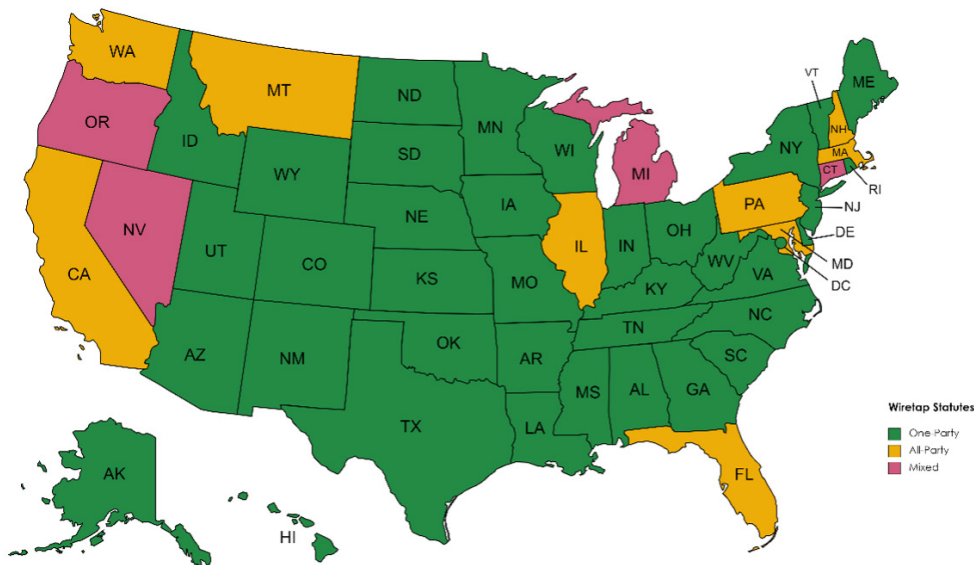 WA
MT
ND
MN
VT
ME
OR
ID
SD
WI
NY
NH
MA
WY
MI
CT
RI
NV
NE
IA
PA
NJ
UT
CO
IL
IN
OH
DE
CA
KS
MO
WV
VA
MD
DC
KY
AZ
NM
OK
AR
TN
NC
SC
MS
AL
GA
TX
LA
Wiretap Statutes
One-Party
All-Party
Mixed
AK
FL
HI